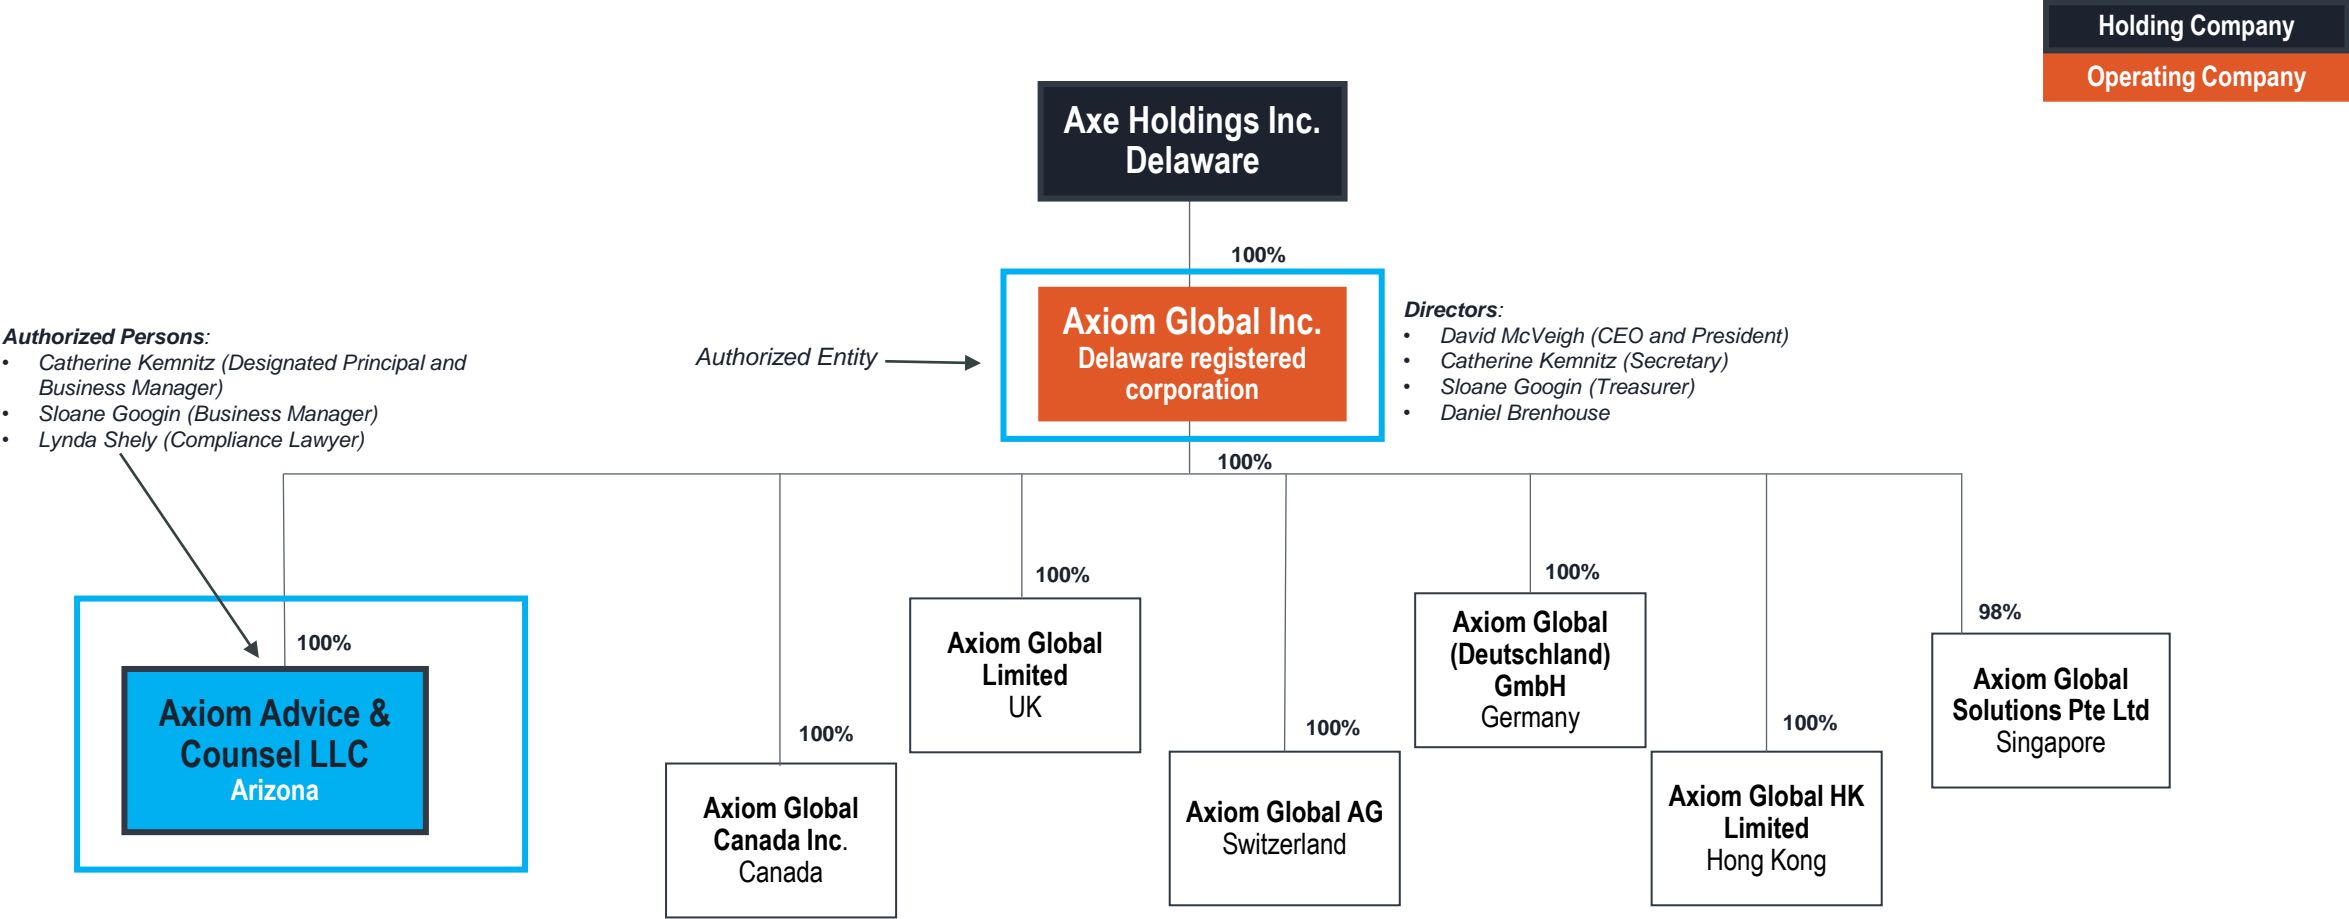 Holding Company
Operating Company
Axe Holdings Inc.
Delaware
100%
Axiom Global Inc.
Delaware registered
corporation
Authorized Entity
Directors:
• David McVeigh (CEO and President)
• Catherine Kemnitz (Secretary)
• Sloane Googin (Treasurer)
• Daniel Brenhouse
Authorized Persons:
• Catherine Kemnitz (Designated Principal and
Business Manager)
• Sloane Googin (Business Manager)
• Lynda Shely (Compliance Lawyer)
100%
100%
Axiom Advice &
Counsel LLC
Arizona
100%
Axiom Global
Canada Inc.
Canada
100%
Axiom Global
Limited
UK
100%
Axiom Global AG
Switzerland
100%
Axiom Global
(Deutschland)
GmbH
Germany
100%
Axiom Global HK
Limited
Hong Kong
98%
Axiom Global
Solutions Pte Ltd
Singapore